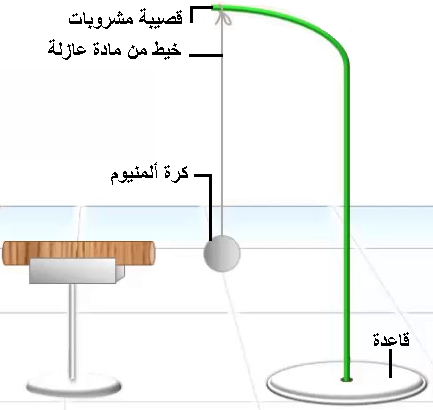 قصيبة مشروبات
خيط من مادة عازلة
كرة ألمنيوم
قاعدة